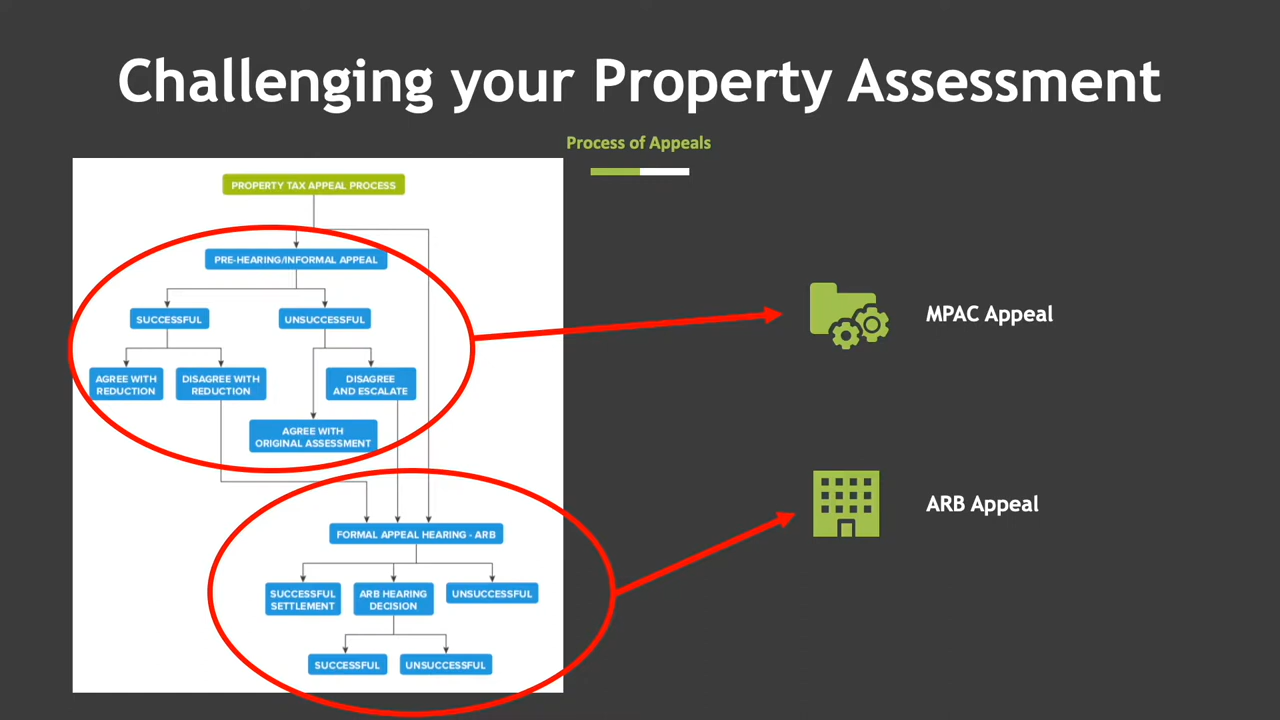 Challenging your Property Assessment
Process of Appeals
PROPERTY TAX APPEAL PROCESS
PRE-HEARING/INFORMAL APPEAL
SUCCESSFUL
UNSUCCESSFUL
AGREE WITH
REDUCTION
DISAGREE WITH
REDUCTION
DISAGREE
AND ESCALATE
AGREE WITH
ORIGINAL ASSESSMENT
FORMAL APPEAL HEARING - ARB
SUCCESSFUL
SETTLEMENT
ARB HEARING
DECISION
UNSUCCESSFUL
SUCCESSFUL
UNSUCCESSFUL
MPAC Appeal
ARB Appeal